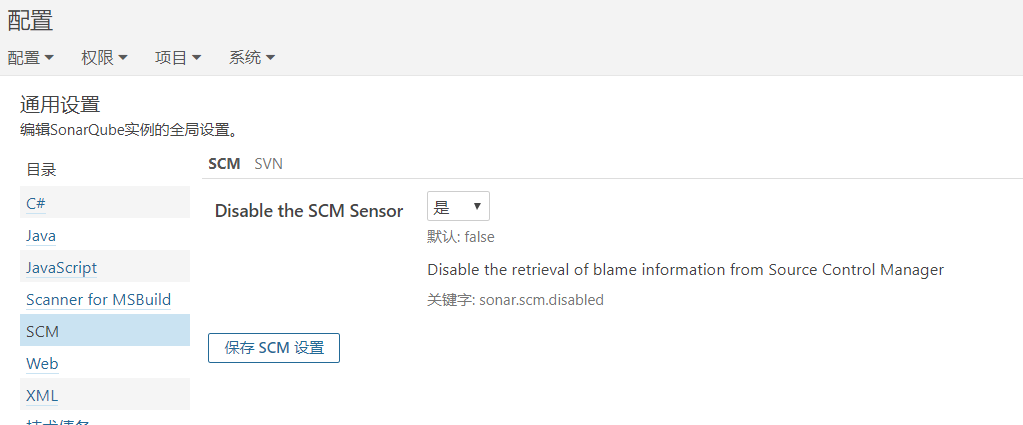 配置
配置 权限 项目 系统
通用设置
编辑SonarQube实例的全局设置。
目录
SCM SVN
C#
Disable the SCM Sensor 是
Java
默认: false
JavaScript
Disable the retrieval of blame information from Source Control Manager
Scanner for MSBuild
关键字: sonar.scm.disabled
SCM
保存 SCM 设置
Web
XML